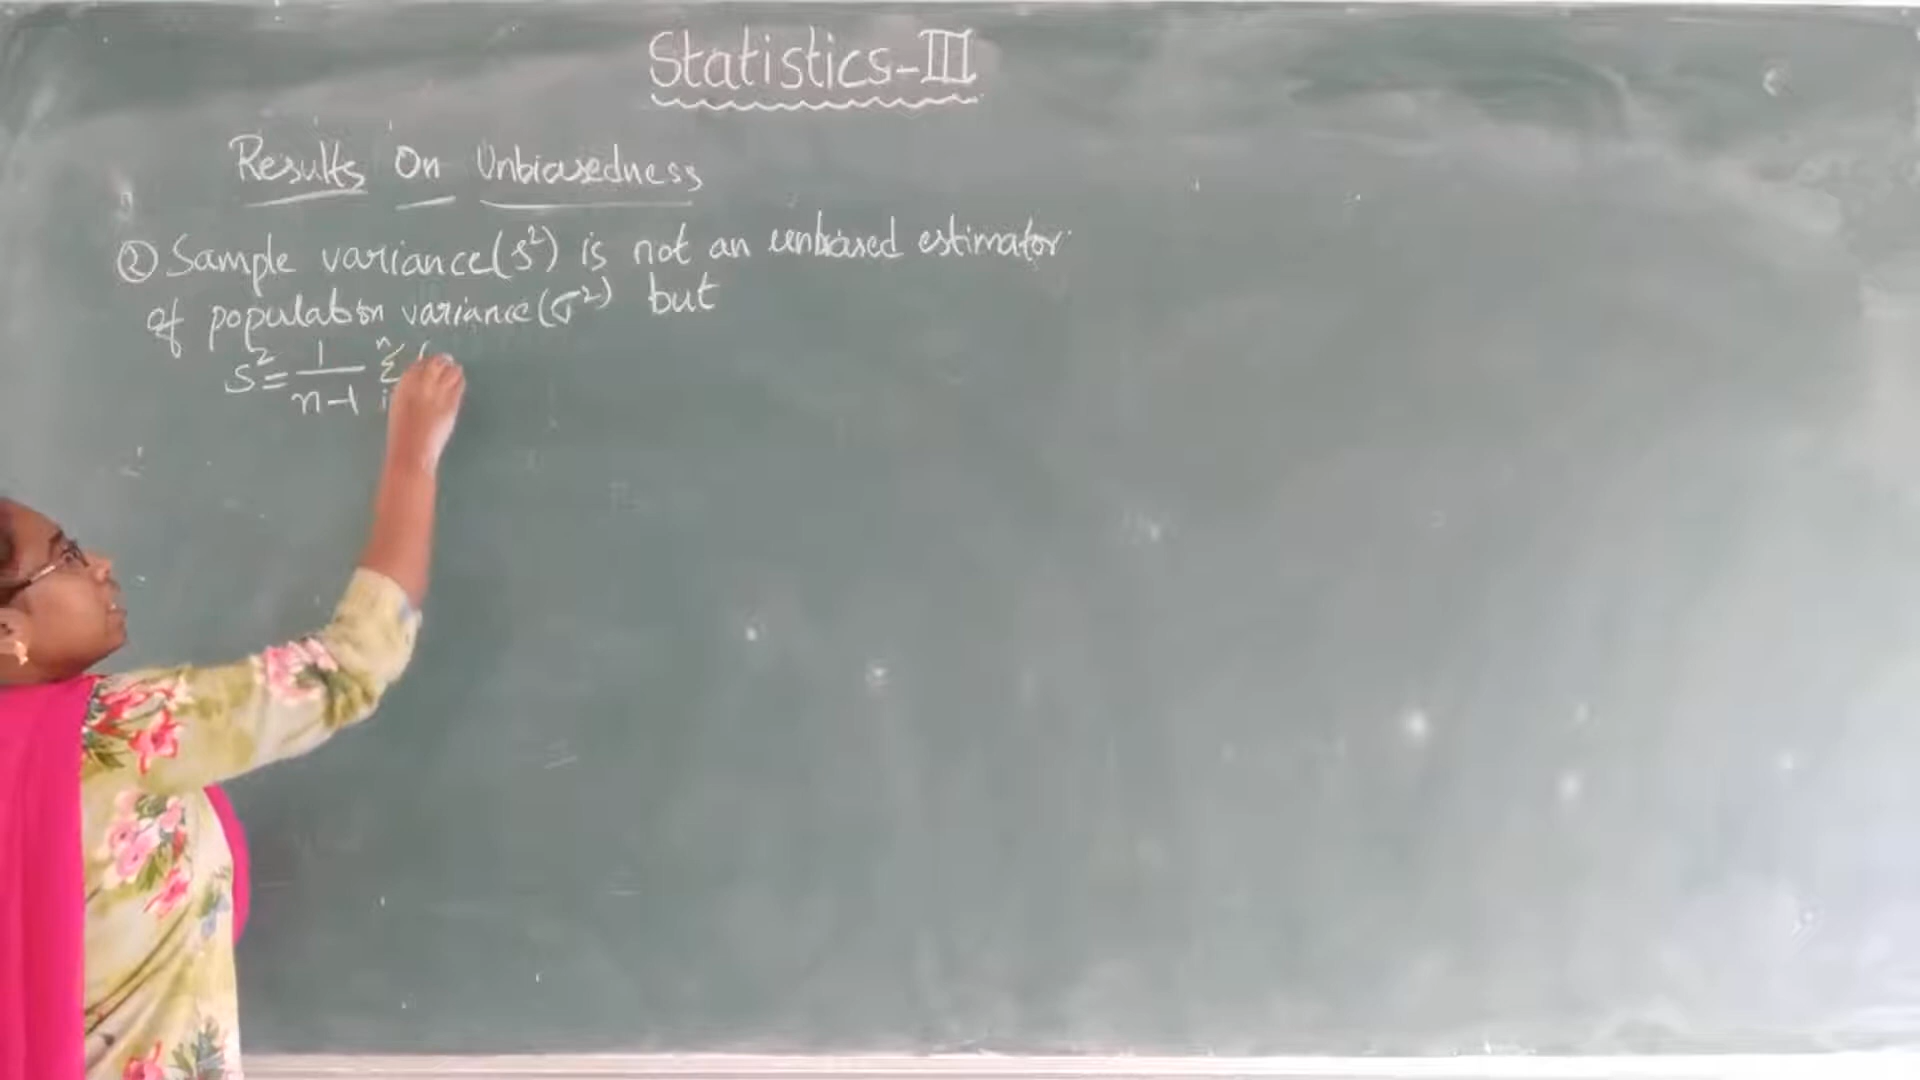 Statistics-III
Results On Unbiasedness
② Sample variance(s²) is not an unbiased estimator
of population variance(σ²) but
S² = 1/n-1 n Σ i (